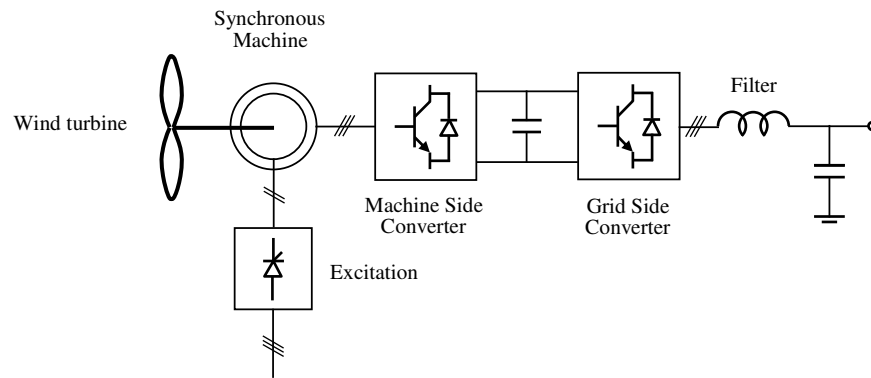 Synchronous
Machine
Filter
Wind turbine
Machine Side
Converter
Grid Side
Converter
Excitation